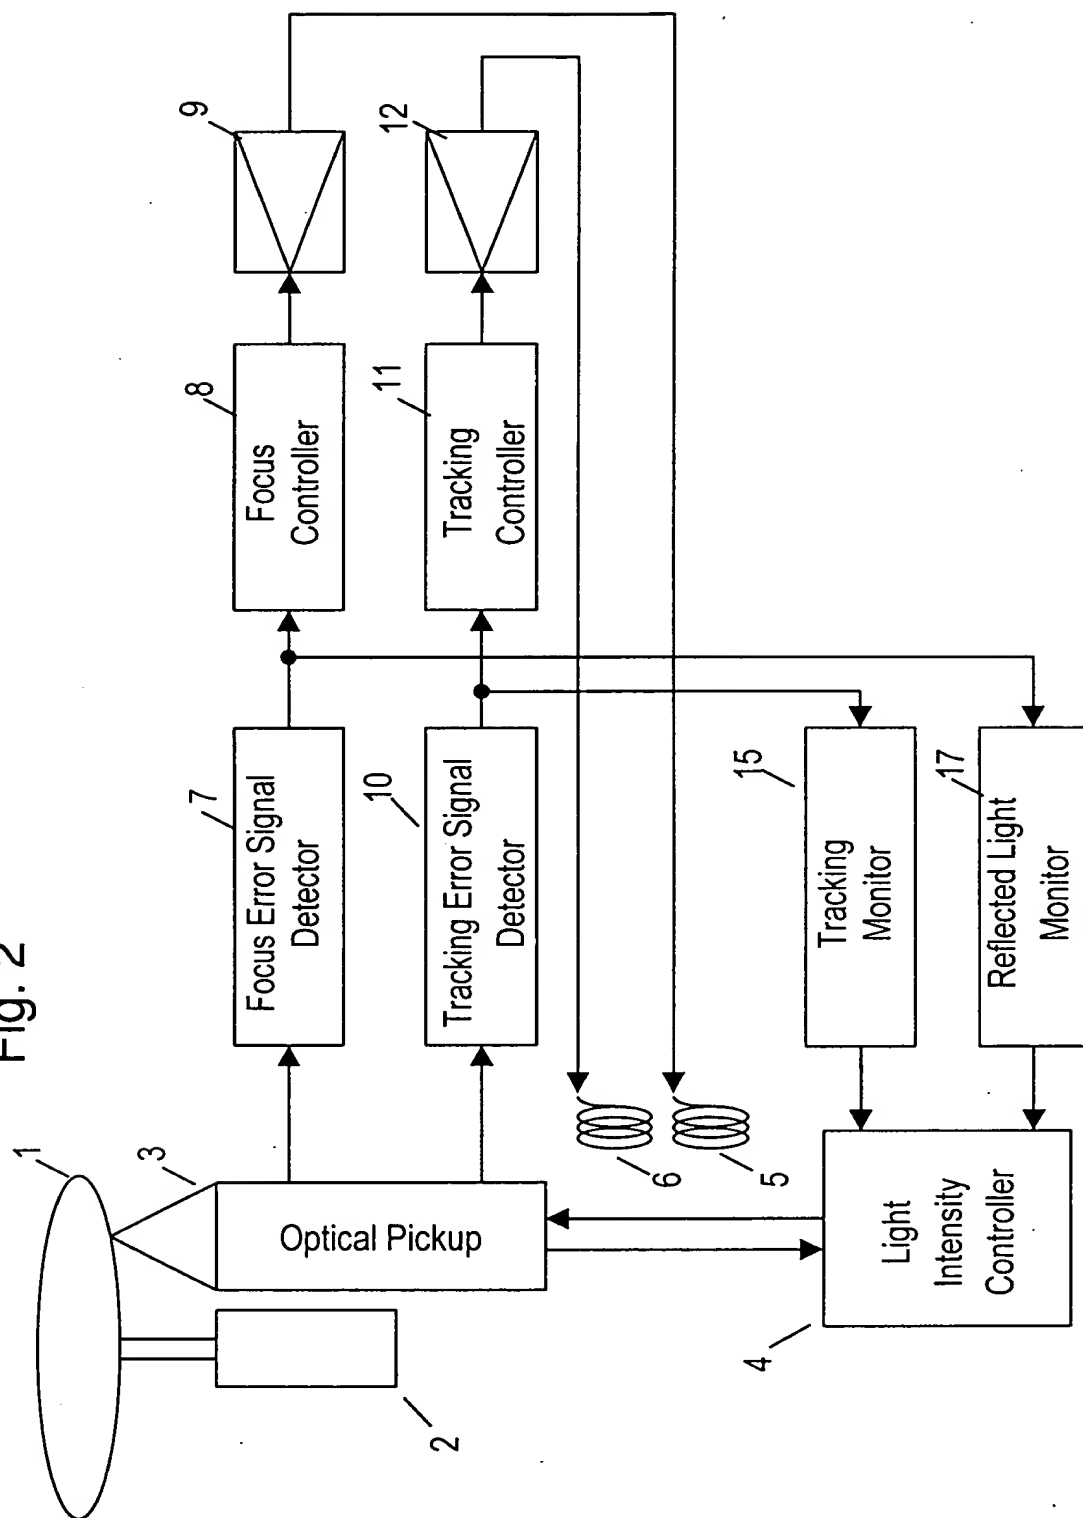 Fig. 2
1
3
Optical Pickup
2
7
Focus Error Signal
Detector
8
Focus
Controller
9
10
Tracking Error Signal
Detector
11
Tracking
Controller
12
6
5
15
Tracking
Monitor
17
Reflected Light
Monitor
4
Light
Intensity
Controller